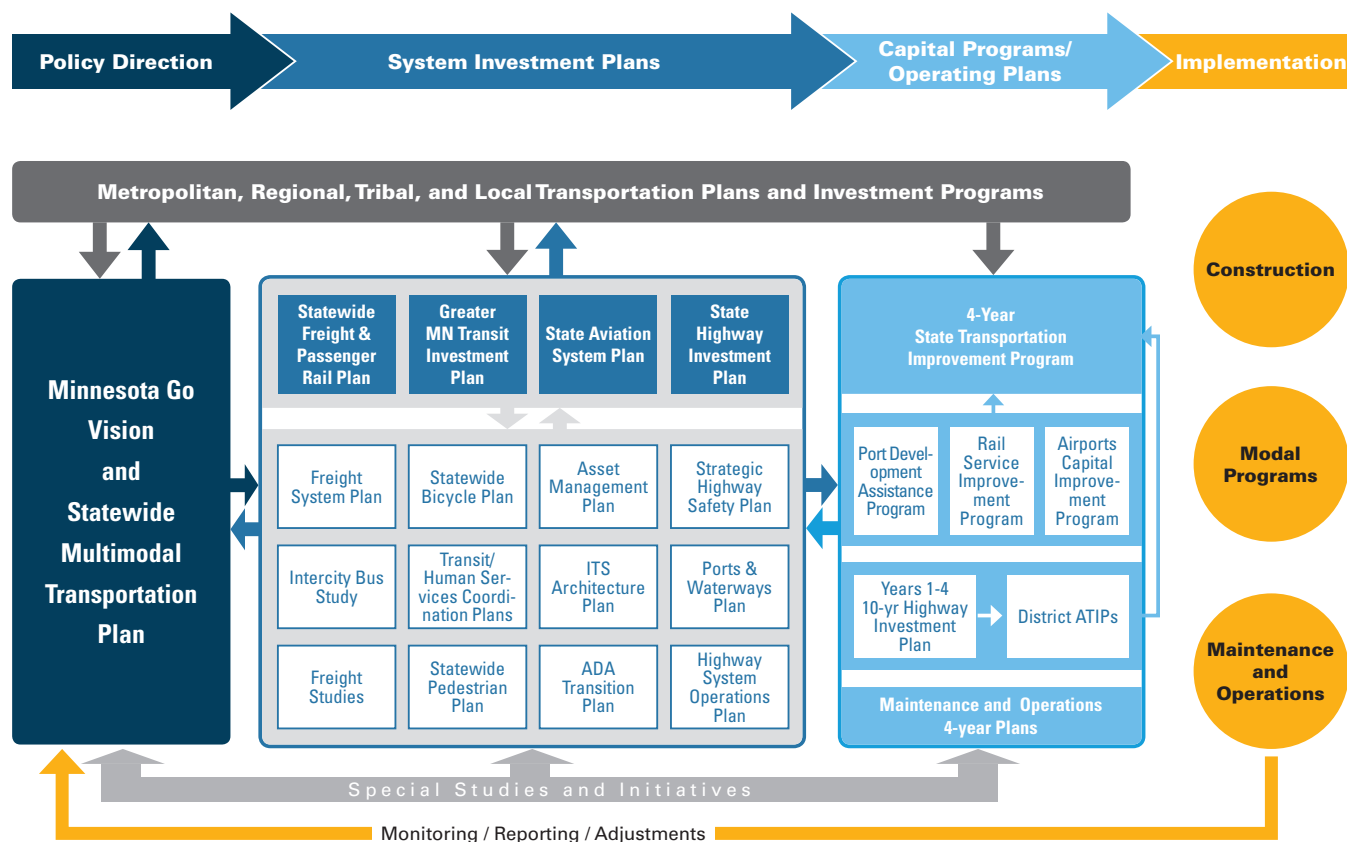 Policy Direction
System Investment Plans
Capital Programs/
Operating Plans
Implementation
Metropolitan, Regional, Tribal, and Local Transportation Plans and Investment Programs
Minnesota Go
Vision
and
Statewide
Multimodal
Transportation
Plan
Statewide
Freight &
Passenger
Rail Plan
Greater
MN Transit
Investment
Plan
State Aviation
System Plan
State
Highway
Investment
Plan
Freight
System Plan
Statewide
Bicycle Plan
Asset
Management
Plan
Strategic
Highway
Safety Plan
Intercity Bus
Study
Transit/
Human Ser-
vices Coordi-
nation Plans
ITS
Architecture
Plan
Ports &
Waterways
Plan
Freight
Studies
Statewide
Pedestrian
Plan
ADA
Transition
Plan
Highway
System
Operations
Plan
4-Year
State Transportation
Improvement Program
Port Devel-
opment
Assistance
Program
Rail
Service
Improve-
ment
Program
Airports
Capital
Improve-
ment
Program
Years 1-4
10-yr Highway
Investment
Plan
District ATIPs
Maintenance and Operations
4-year Plans
Construction
Modal
Programs
Maintenance
and
Operations
Special Studies and Initiatives
Monitoring / Reporting / Adjustments